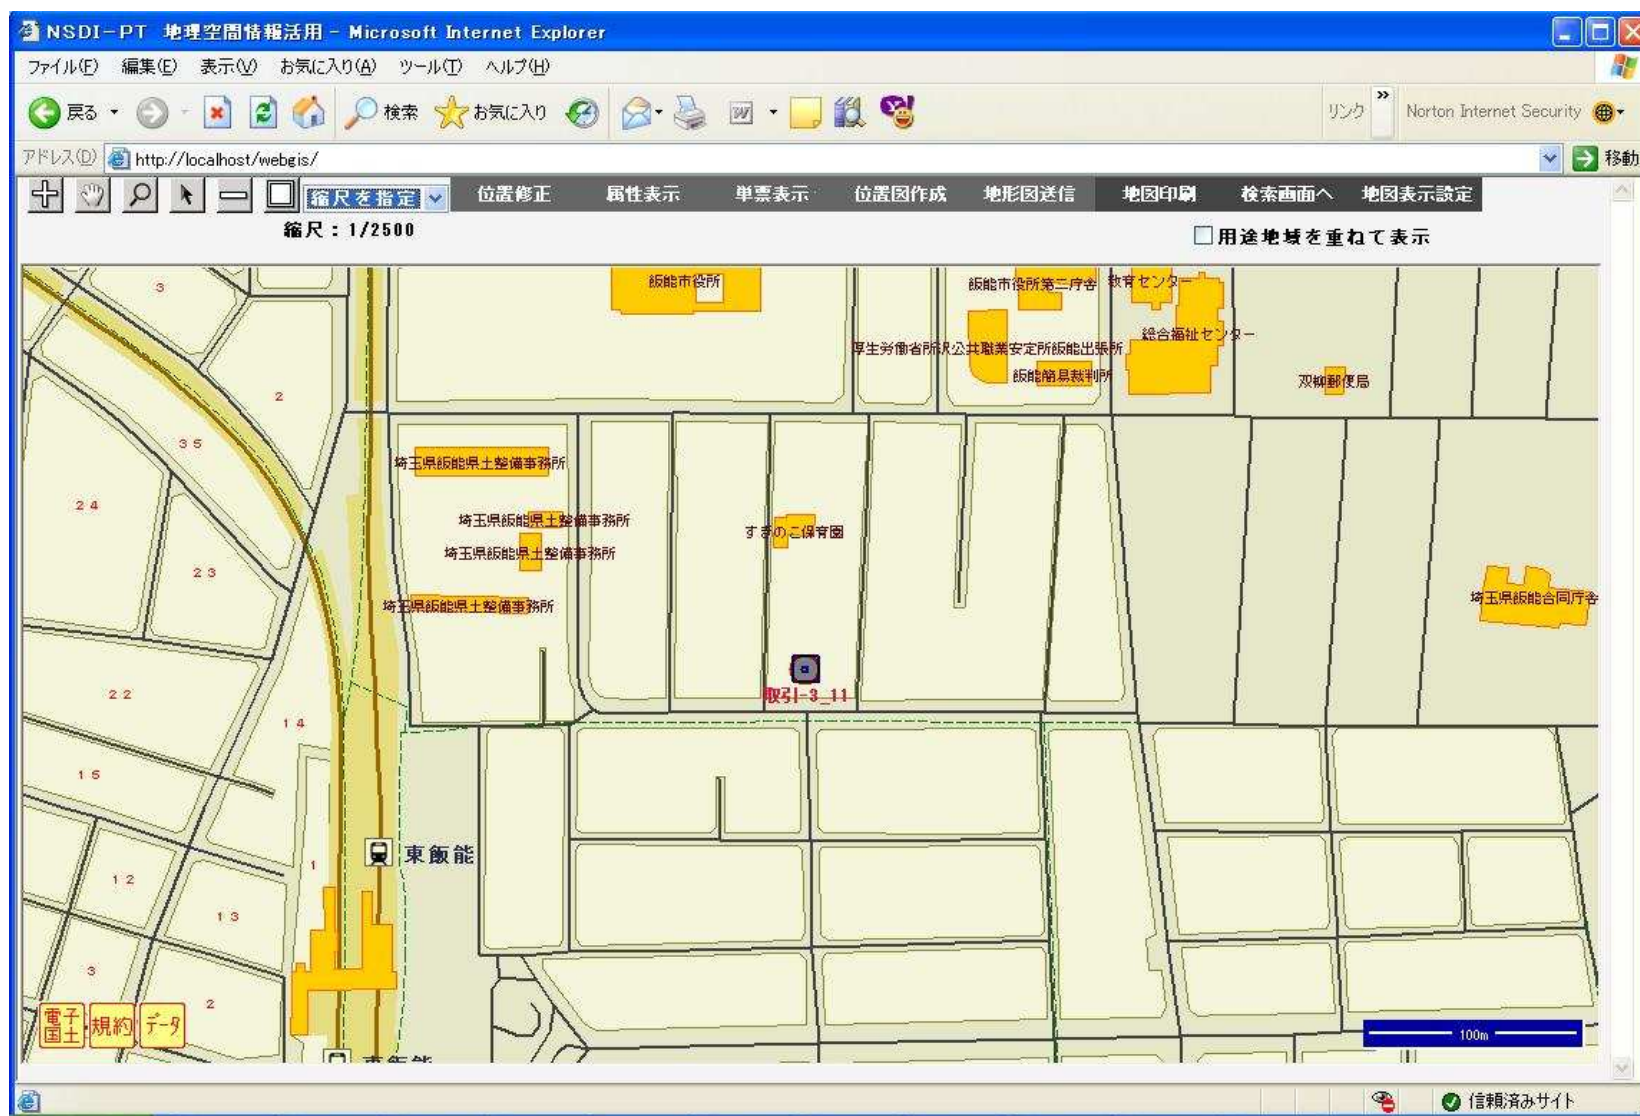 NSDI-PT 地理空間情報活用 - Microsoft Internet Explorer
ファイル(F) 編集(E) 表示(V) お気に入り(A) ツール(T) ヘルプ(H)
戻る 検索 お気に入り リンク » Norton Internet Security
アドレス(D) http://localhost/webgis/ 移動
縮尺を指定 位置修正 属性表示 単票表示 位置図作成 地形図送信 地図印刷 検索画面へ 地図表示設定
縮尺：1/2500 用途地域を重ねて表示
3 飯能市役所 飯能市役所第二庁舎 教育センター
総合福祉センター
厚生労働省所沢公共職業安定所飯能出張所
飯能簡易裁判所 双柳郵便局
2
35
埼玉県飯能県土整備事務所
24
埼玉県飯能県土整備事務所
すぎのこ保育園
埼玉県飯能県土整備事務所
23
埼玉県飯能県土整備事務所 埼玉県飯能合同庁舎
22 取引-3_11
14
15
東飯能
1
12
13
3
2
電子国土 規約 データ
100m
東飯能
信頼済みサイト